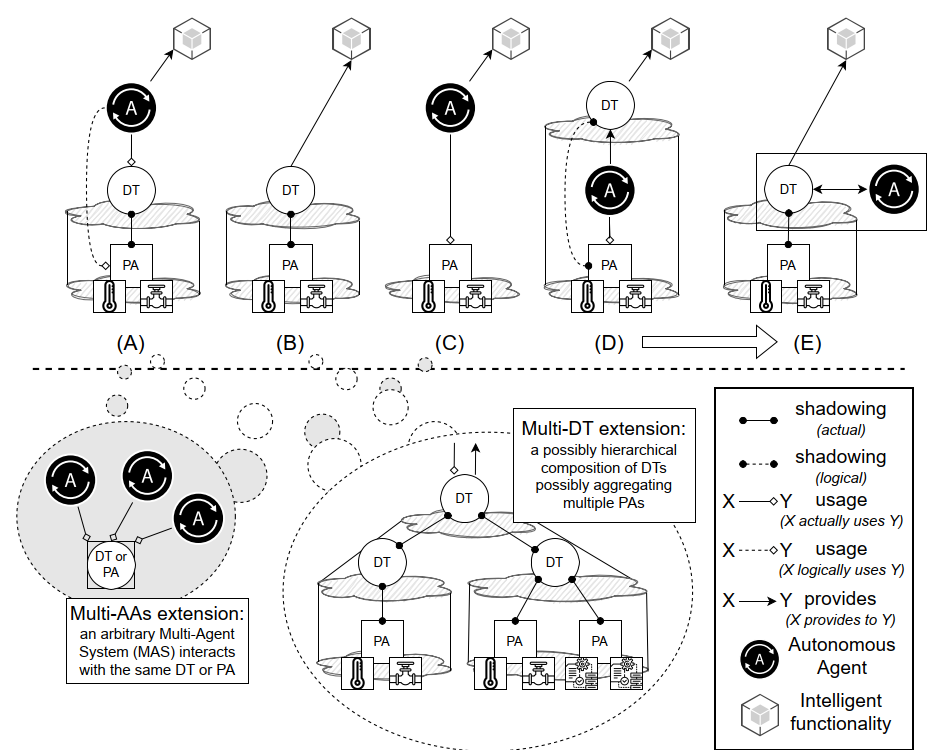 A
A
DT
DT
DT
A
A
DT
A
PA
PA
PA
PA
PA
(A)
(B)
(C)
(D)
(E)
A
A
A
DT or
PA
Multi-AAs extension:
an arbitrary Multi-Agent
System (MAS) interacts
with the same DT or PA
Multi-DT extension:
a possibly hierarchical
composition of DTs
possibly aggregating
multiple PAs
DT
DT
DT
PA
PA
PA
shadowing
(actual)
shadowing
(logical)
X Y usage
(X actually uses Y)
X Y usage
(X logically uses Y)
X Y provides
(X provides to Y)
A
Autonomous
Agent
Intelligent
functionality